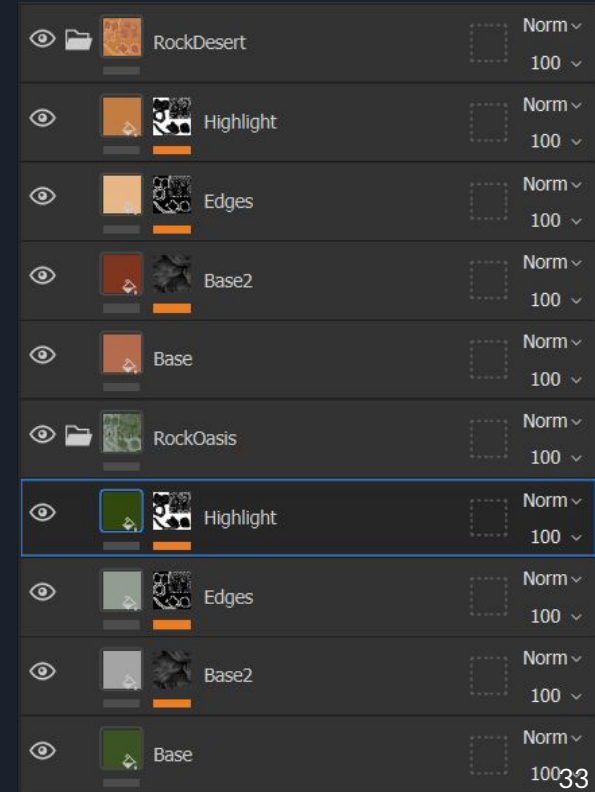 RockDesert
Norm
100
Highlight
Norm
100
Edges
Norm
100
Base2
Norm
100
Base
Norm
100
RockOasis
Norm
100
Highlight
Norm
100
Edges
Norm
100
Base2
Norm
100
Base
Norm
100
33